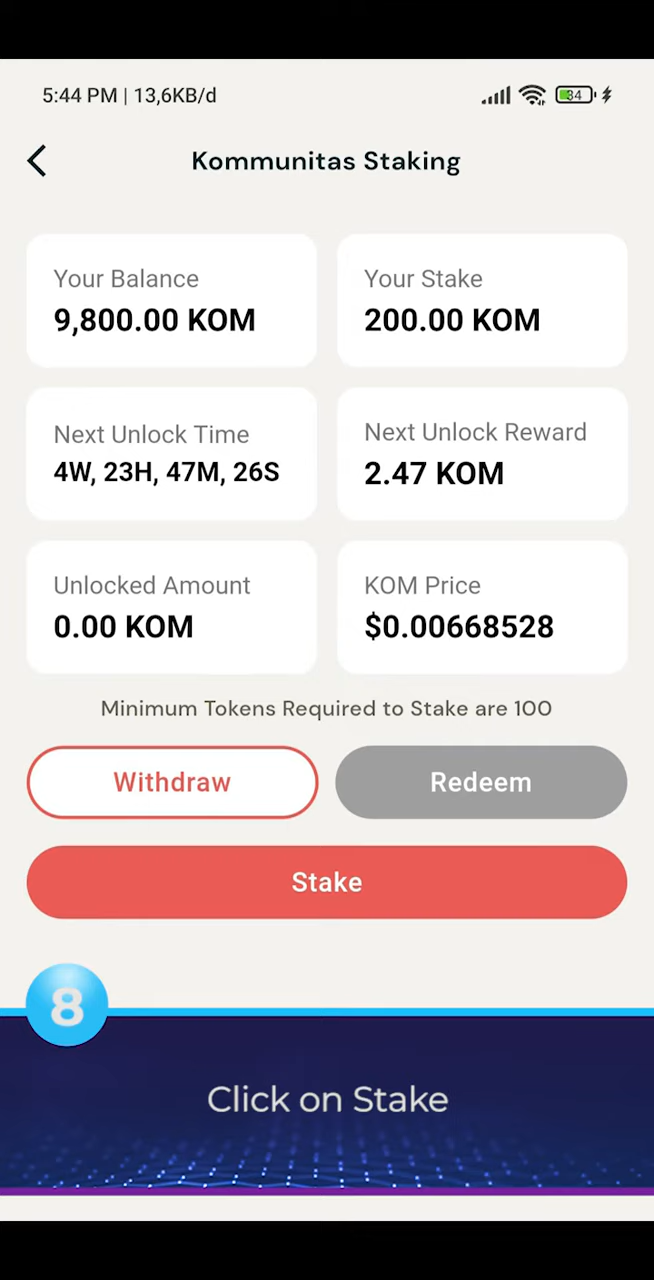 5:44 PM | 13,6KB/d
34
Kommunitas Staking
Your Balance
9,800.00 KOM
Your Stake
200.00 KOM
Next Unlock Time
4W, 23H, 47M, 26S
Next Unlock Reward
2.47 KOM
Unlocked Amount
0.00 KOM
KOM Price
$0.00668528
Minimum Tokens Required to Stake are 100
Withdraw
Redeem
Stake
8
Click on Stake